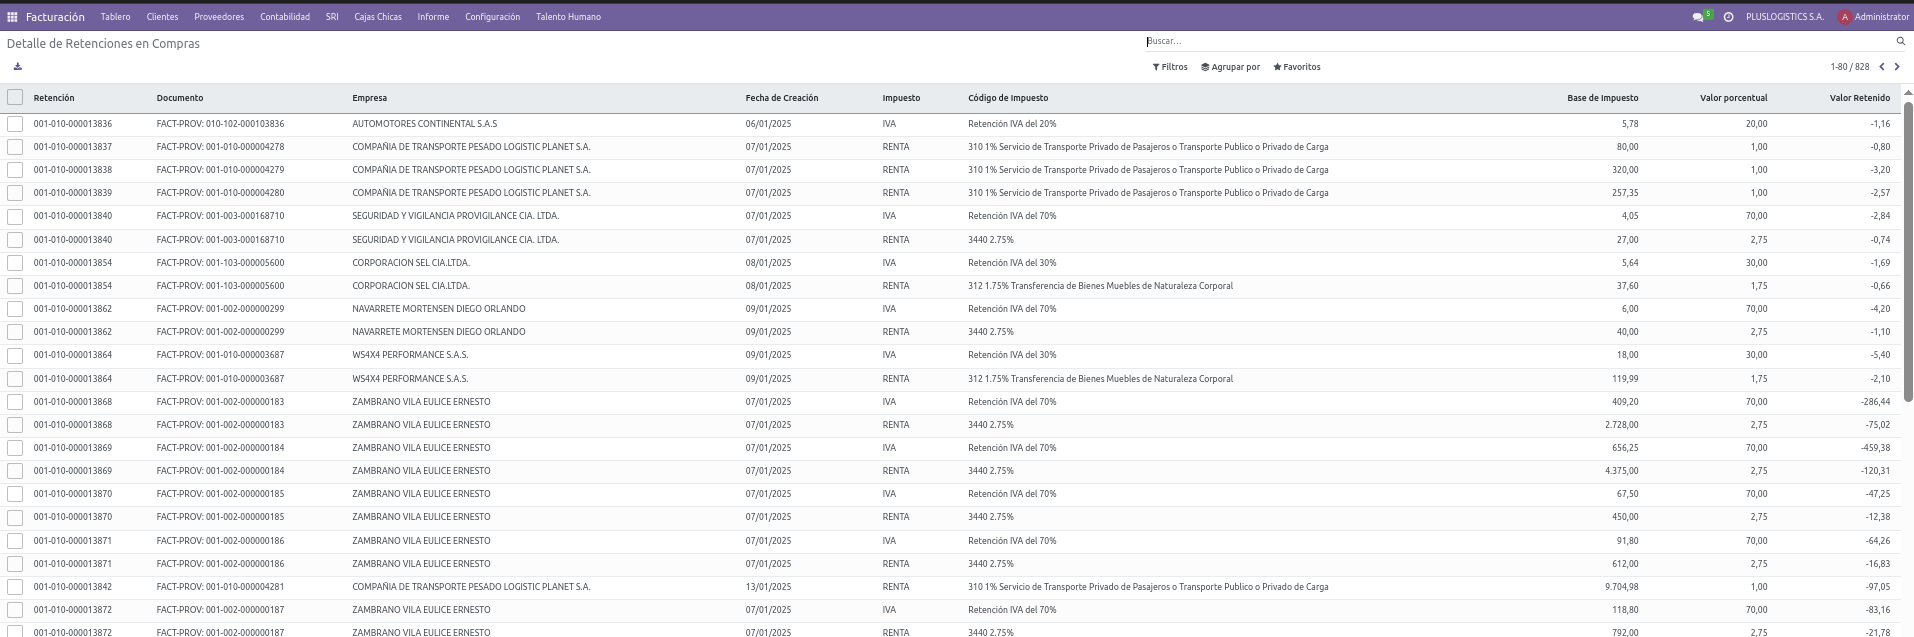 Facturación Tablero Clientes Proveedores Contabilidad SRI Cajas Chicas Informe Configuración Talento Humano 5 PLUSLOGISTICS S.A. A Administrator
Detalle de Retenciones en Compras Buscar...
Filtros Agrupar por Favoritos 1-80 / 828
Retención Documento Empresa Fecha de Creación Impuesto Código de Impuesto Base de Impuesto Valor porcentual Valor Retenido
001-010-000013836 FACT-PROV: 010-102-000103836 AUTOMOTORES CONTINENTAL S.A.S 06/01/2025 IVA Retención IVA del 20% 5,78 20,00 -1,16
001-010-000013837 FACT-PROV: 001-010-000004278 COMPAÑIA DE TRANSPORTE PESADO LOGISTIC PLANET S.A. 07/01/2025 RENTA 310 1% Servicio de Transporte Privado de Pasajeros o Transporte Publico o Privado de Carga 80,00 1,00 -0,80
001-010-000013838 FACT-PROV: 001-010-000004279 COMPAÑIA DE TRANSPORTE PESADO LOGISTIC PLANET S.A. 07/01/2025 RENTA 310 1% Servicio de Transporte Privado de Pasajeros o Transporte Publico o Privado de Carga 320,00 1,00 -3,20
001-010-000013839 FACT-PROV: 001-010-000004280 COMPAÑIA DE TRANSPORTE PESADO LOGISTIC PLANET S.A. 07/01/2025 RENTA 310 1% Servicio de Transporte Privado de Pasajeros o Transporte Publico o Privado de Carga 257,35 1,00 -2,57
001-010-000013840 FACT-PROV: 001-003-000168710 SEGURIDAD Y VIGILANCIA PROVIGILANCE CIA. LTDA. 07/01/2025 IVA Retención IVA del 70% 4,05 70,00 -2,84
001-010-000013840 FACT-PROV: 001-003-000168710 SEGURIDAD Y VIGILANCIA PROVIGILANCE CIA. LTDA. 07/01/2025 RENTA 3440 2.75% 27,00 2,75 -0,74
001-010-000013854 FACT-PROV: 001-103-000005600 CORPORACION SEL CIA.LTDA. 08/01/2025 IVA Retención IVA del 30% 5,64 30,00 -1,69
001-010-000013854 FACT-PROV: 001-103-000005600 CORPORACION SEL CIA.LTDA. 08/01/2025 RENTA 312 1.75% Transferencia de Bienes Muebles de Naturaleza Corporal 37,60 1,75 -0,66
001-010-000013862 FACT-PROV: 001-002-000000299 NAVARRETE MORTENSEN DIEGO ORLANDO 09/01/2025 IVA Retención IVA del 70% 6,00 70,00 -4,20
001-010-000013862 FACT-PROV: 001-002-000000299 NAVARRETE MORTENSEN DIEGO ORLANDO 09/01/2025 RENTA 3440 2.75% 40,00 2,75 -1,10
001-010-000013864 FACT-PROV: 001-010-000003687 WS4X4 PERFORMANCE S.A.S. 09/01/2025 IVA Retención IVA del 30% 18,00 30,00 -5,40
001-010-000013864 FACT-PROV: 001-010-000003687 WS4X4 PERFORMANCE S.A.S. 09/01/2025 RENTA 312 1.75% Transferencia de Bienes Muebles de Naturaleza Corporal 119,99 1,75 -2,10
001-010-000013868 FACT-PROV: 001-002-000000183 ZAMBRANO VILA EULICE ERNESTO 07/01/2025 IVA Retención IVA del 70% 409,20 70,00 -286,44
001-010-000013868 FACT-PROV: 001-002-000000183 ZAMBRANO VILA EULICE ERNESTO 07/01/2025 RENTA 3440 2.75% 2.728,00 2,75 -75,02
001-010-000013869 FACT-PROV: 001-002-000000184 ZAMBRANO VILA EULICE ERNESTO 07/01/2025 IVA Retención IVA del 70% 656,25 70,00 -459,38
001-010-000013869 FACT-PROV: 001-002-000000184 ZAMBRANO VILA EULICE ERNESTO 07/01/2025 RENTA 3440 2.75% 4.375,00 2,75 -120,31
001-010-000013870 FACT-PROV: 001-002-000000185 ZAMBRANO VILA EULICE ERNESTO 07/01/2025 IVA Retención IVA del 70% 67,50 70,00 -47,25
001-010-000013870 FACT-PROV: 001-002-000000185 ZAMBRANO VILA EULICE ERNESTO 07/01/2025 RENTA 3440 2.75% 450,00 2,75 -12,38
001-010-000013871 FACT-PROV: 001-002-000000186 ZAMBRANO VILA EULICE ERNESTO 07/01/2025 IVA Retención IVA del 70% 91,80 70,00 -64,26
001-010-000013871 FACT-PROV: 001-002-000000186 ZAMBRANO VILA EULICE ERNESTO 07/01/2025 RENTA 3440 2.75% 612,00 2,75 -16,83
001-010-000013842 FACT-PROV: 001-010-000004281 COMPAÑIA DE TRANSPORTE PESADO LOGISTIC PLANET S.A. 13/01/2025 RENTA 310 1% Servicio de Transporte Privado de Pasajeros o Transporte Publico o Privado de Carga 9.704,98 1,00 -97,05
001-010-000013872 FACT-PROV: 001-002-000000187 ZAMBRANO VILA EULICE ERNESTO 07/01/2025 IVA Retención IVA del 70% 118,80 70,00 -83,16
001-010-000013872 FACT-PROV: 001-002-000000187 ZAMBRANO VILA EULICE ERNESTO 07/01/2025 RENTA 3440 2.75% 792,00 2,75 -21,78